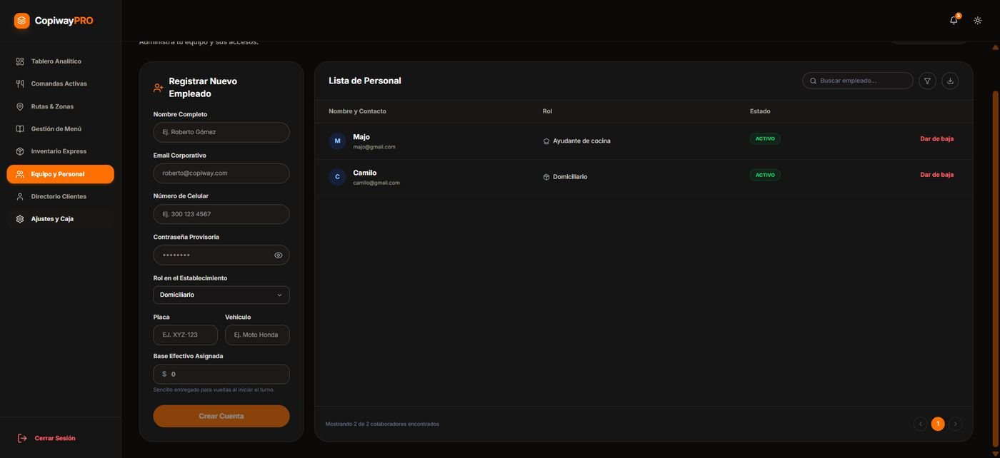 CopiwayPRO
3
Tablero Analítico
Comandas Activas
Rutas & Zonas
Gestión de Menú
Inventario Express
Equipo y Personal
Directorio Clientes
Ajustes y Caja
Cerrar Sesión
Administra tu equipo y sus accesos.
Registrar Nuevo
Empleado
Nombre Completo
Ej. Roberto Gómez
Email Corporativo
roberto@copiway.com
Número de Celular
Ej. 300 123 4567
Contraseña Provisoria
••••••••
Rol en el Establecimiento
Domiciliario
Placa Vehículo
EJ. XYZ-123 Ej. Moto Honda
Base Efectivo Asignada
$ 0
Sencillo entregado para vueltas al iniciar el turno.
Crear Cuenta
Lista de Personal
Buscar empleado...
Nombre y Contacto Rol Estado
M Majo Ayudante de cocina ACTIVO Dar de baja
majo@gmail.com
C Camilo Domiciliario ACTIVO Dar de baja
camilo@gmail.com
Mostrando 2 de 2 colaboradores encontrados
1